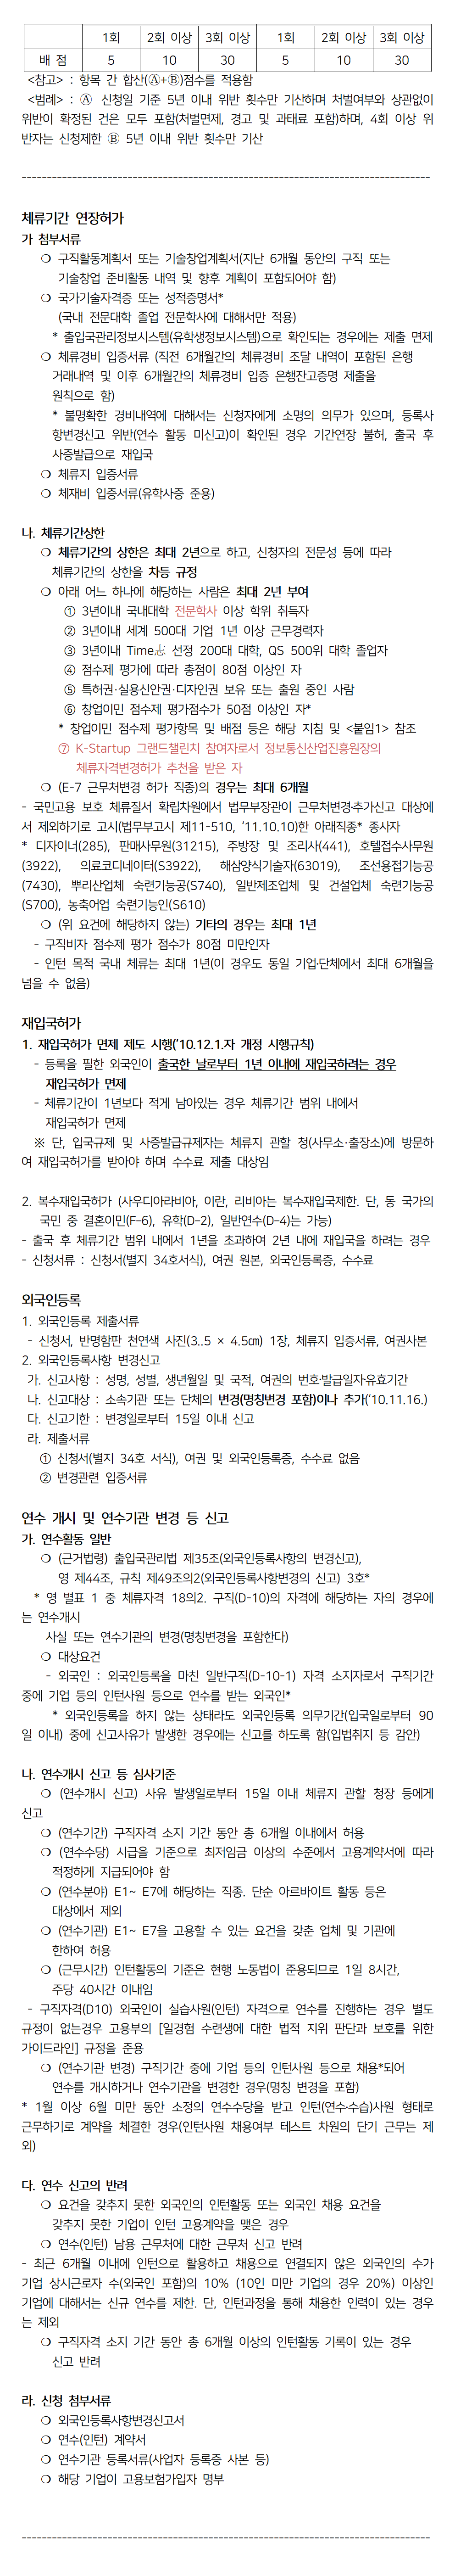 1회 2회 이상 3회 이상 1회 2회 이상 3회 이상
배 점 5 10 30 5 10 30
<참고> : 항목 간 합산(Ⓐ+Ⓑ)점수를 적용함
<범례> : Ⓐ 신청일 기준 5년 이내 위반 횟수만 기산하며 처벌여부와 상관없이
위반이 확정된 건은 모두 포함(처벌면제, 경고 및 과태료 포함)하며, 4회 이상 위
반자는 신청제한 Ⓑ 5년 이내 위반 횟수만 기산
--------------------------------------------------------------------------------
체류기간 연장허가
가 첨부서류
❍ 구직활동계획서 또는 기술창업계획서(지난 6개월 동안의 구직 또는
기술창업 준비활동 내역 및 향후 계획이 포함되어야 함)
❍ 국가기술자격증 또는 성적증명서*
(국내 전문대학 졸업 전문학사에 대해서만 적용)
* 출입국관리정보시스템(유학생정보시스템)으로 확인되는 경우에는 제출 면제
❍ 체류경비 입증서류 (직전 6개월간의 체류경비 조달 내역이 포함된 은행
거래내역 및 이후 6개월간의 체류경비 입증 은행잔고증명 제출을
원칙으로 함)
* 불명확한 경비내역에 대해서는 신청자에게 소명의 의무가 있으며, 등록사
항변경신고 위반(연수 활동 미신고)이 확인된 경우 기간연장 불허, 출국 후
사증발급으로 재입국
❍ 체류지 입증서류
❍ 체재비 입증서류(유학사증 준용)
나. 체류기간상한
❍ 체류기간의 상한은 최대 2년으로 하고, 신청자의 전문성 등에 따라
체류기간의 상한을 차등 규정
❍ 아래 어느 하나에 해당하는 사람은 최대 2년 부여
① 3년이내 국내대학 전문학사 이상 학위 취득자
② 3년이내 세계 500대 기업 1년 이상 근무경력자
③ 3년이내 Time志 선정 200대 대학, QS 500위 대학 졸업자
④ 점수제 평가에 따라 총점이 80점 이상인 자
⑤ 특허권·실용신안권·디자인권 보유 또는 출원 중인 사람
⑥ 창업이민 점수제 평가점수가 50점 이상인 자*
* 창업이민 점수제 평가항목 및 배점 등은 해당 지침 및 <붙임1> 참조
⑦ K-Startup 그랜드챌린치 참여자로서 정보통신산업진흥원장의
체류자격변경허가 추천을 받은 자
❍ (E-7 근무처변경 허가 직종)의 경우는 최대 6개월
- 국민고용 보호 체류질서 확립차원에서 법무부장관이 근무처변경·추가신고 대상에
서 제외하기로 고시(법무부고시 제11-510, ‘11.10.10)한 아래직종* 종사자
* 디자이너(285), 판매사무원(31215), 주방장 및 조리사(441), 호텔접수사무원
(3922), 의료코디네이터(S3922), 해삼양식기술자(63019), 조선용접기능공
(7430), 뿌리산업체 숙련기능공(S740), 일반제조업체 및 건설업체 숙련기능공
(S700), 농축어업 숙련기능인(S610)
❍ (위 요건에 해당하지 않는) 기타의 경우는 최대 1년
- 구직비자 점수제 평가 점수가 80점 미만인자
- 인턴 목적 국내 체류는 최대 1년(이 경우도 동일 기업·단체에서 최대 6개월을
넘을 수 없음)
재입국허가
1. 재입국허가 면제 제도 시행(‘10.12.1.자 개정 시행규칙)
- 등록을 필한 외국인이 출국한 날로부터 1년 이내에 재입국하려는 경우
재입국허가 면제
- 체류기간이 1년보다 적게 남아있는 경우 체류기간 범위 내에서
재입국허가 면제
※ 단, 입국규제 및 사증발급규제자는 체류지 관할 청(사무소·출장소)에 방문하
여 재입국허가를 받아야 하며 수수료 제출 대상임
2. 복수재입국허가 (사우디아라비아, 이란, 리비아는 복수재입국제한. 단, 동 국가의
국민 중 결혼이민(F-6), 유학(D-2), 일반연수(D-4)는 가능)
- 출국 후 체류기간 범위 내에서 1년을 초과하여 2년 내에 재입국을 하려는 경우
- 신청서류 : 신청서(별지 34호서식), 여권 원본, 외국인등록증, 수수료
외국인등록
1. 외국인등록 제출서류
- 신청서, 반명함판 천연색 사진(3..5 × 4.5㎝) 1장, 체류지 입증서류, 여권사본
2. 외국인등록사항 변경신고
가. 신고사항 : 성명, 성별, 생년월일 및 국적, 여권의 번호·발급일자·유효기간
나. 신고대상 : 소속기관 또는 단체의 변경(명칭변경 포함)이나 추가(‘10.11.16.)
다. 신고기한 : 변경일로부터 15일 이내 신고
라. 제출서류
① 신청서(별지 34호 서식), 여권 및 외국인등록증, 수수료 없음
② 변경관련 입증서류
연수 개시 및 연수기관 변경 등 신고
가. 연수활동 일반
❍ (근거법령) 출입국관리법 제35조(외국인등록사항의 변경신고),
영 제44조, 규칙 제49조의2(외국인등록사항변경의 신고) 3호*
* 영 별표 1 중 체류자격 18의2. 구직(D-10)의 자격에 해당하는 자의 경우에
는 연수개시
사실 또는 연수기관의 변경(명칭변경을 포함한다)
❍ 대상요건
- 외국인 : 외국인등록을 마친 일반구직(D-10-1) 자격 소지자로서 구직기간
중에 기업 등의 인턴사원 등으로 연수를 받는 외국인*
* 외국인등록을 하지 않는 상태라도 외국인등록 의무기간(입국일로부터 90
일 이내) 중에 신고사유가 발생한 경우에는 신고를 하도록 함(입법취지 등 감안)
나. 연수개시 신고 등 심사기준
❍ (연수개시 신고) 사유 발생일로부터 15일 이내 체류지 관할 청장 등에게
신고
❍ (연수기간) 구직자격 소지 기간 동안 총 6개월 이내에서 허용
❍ (연수수당) 시급을 기준으로 최저임금 이상의 수준에서 고용계약서에 따라
적정하게 지급되어야 함
❍ (연수분야) E1~ E7에 해당하는 직종. 단순 아르바이트 활동 등은
대상에서 제외
❍ (연수기관) E1~ E7을 고용할 수 있는 요건을 갖춘 업체 및 기관에
한하여 허용
❍ (근무시간) 인턴활동의 기준은 현행 노동법이 준용되므로 1일 8시간,
주당 40시간 이내임
- 구직자격(D10) 외국인이 실습사원(인턴) 자격으로 연수를 진행하는 경우 별도
규정이 없는경우 고용부의 [일경험 수련생에 대한 법적 지위 판단과 보호를 위한
가이드라인] 규정을 준용
❍ (연수기관 변경) 구직기간 중에 기업 등의 인턴사원 등으로 채용*되어
연수를 개시하거나 연수기관을 변경한 경우(명칭 변경을 포함)
* 1월 이상 6월 미만 동안 소정의 연수수당을 받고 인턴(연수·수습)사원 형태로
근무하기로 계약을 체결한 경우(인턴사원 채용여부 테스트 차원의 단기 근무는 제
외)
다. 연수 신고의 반려
❍ 요건을 갖추지 못한 외국인의 인턴활동 또는 외국인 채용 요건을
갖추지 못한 기업이 인턴 고용계약을 맺은 경우
❍ 연수(인턴) 남용 근무처에 대한 근무처 신고 반려
- 최근 6개월 이내에 인턴으로 활용하고 채용으로 연결되지 않은 외국인의 수가
기업 상시근로자 수(외국인 포함)의 10% (10인 미만 기업의 경우 20%) 이상인
기업에 대해서는 신규 연수를 제한. 단, 인턴과정을 통해 채용한 인력이 있는 경우
는 제외
❍ 구직자격 소지 기간 동안 총 6개월 이상의 인턴활동 기록이 있는 경우
신고 반려
라. 신청 첨부서류
❍ 외국인등록사항변경신고서
❍ 연수(인턴) 계약서
❍ 연수기관 등록서류(사업자 등록증 사본 등)
❍ 해당 기업이 고용보험가입자 명부
--------------------------------------------------------------------------------